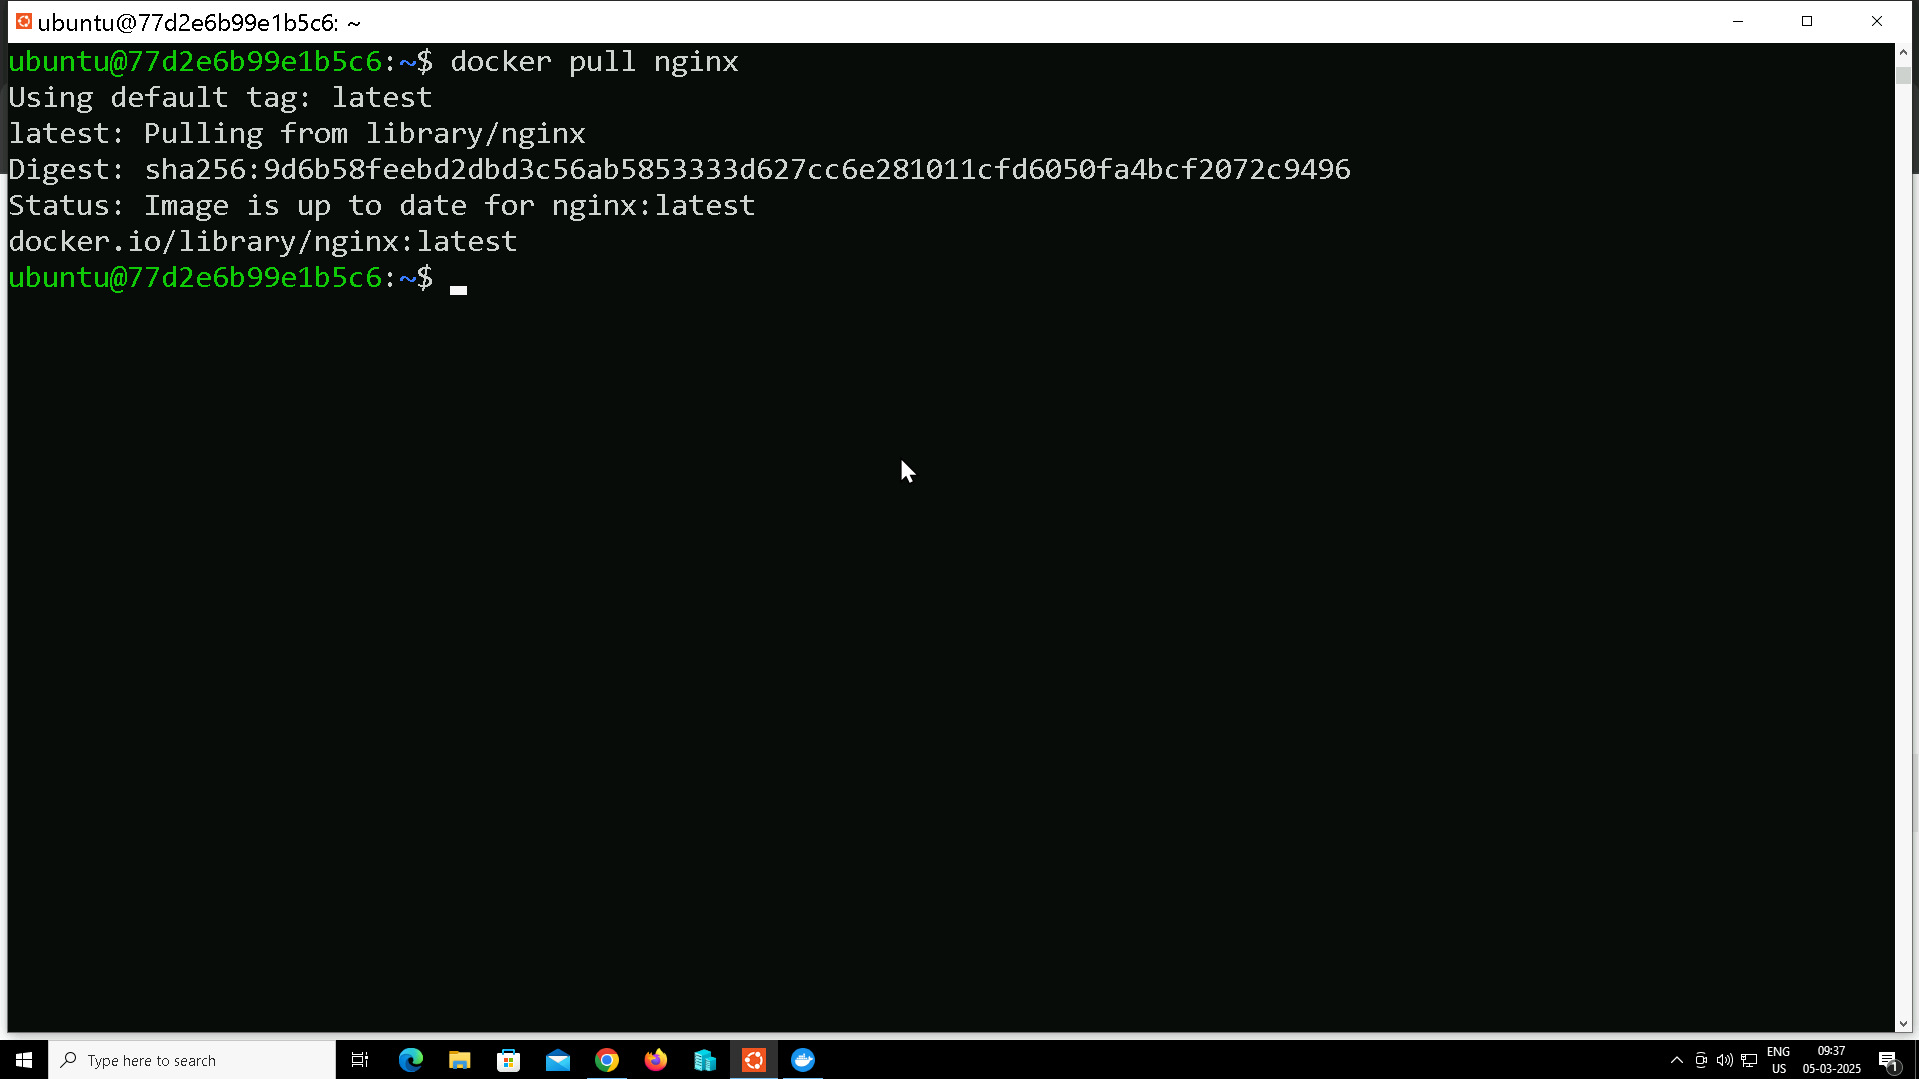 ubuntu@77d2e6b99e1b5c6: ~
ubuntu@77d2e6b99e1b5c6:~$ docker pull nginx
Using default tag: latest
latest: Pulling from library/nginx
Digest: sha256:9d6b58feebd2dbd3c56ab5853333d627cc6e281011cfd6050fa4bcf2072c9496
Status: Image is up to date for nginx:latest
docker.io/library/nginx:latest
ubuntu@77d2e6b99e1b5c6:~$
Type here to search
ENG
US
09:37
05-03-2025
1